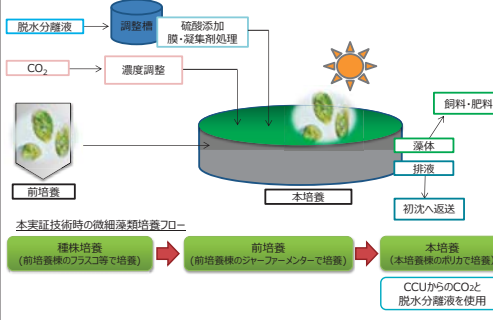 脱水分離液
調整槽
硫酸添加
膜・凝集剤処理
CO2
濃度調整
飼料・肥料
藻体
排液
前培養
本培養
初沈へ返送
本実証技術時の微細藻類培養フロー
種株培養
(前培養棟のフラスコ等で培養)
前培養
(前培養棟のジャーファーメンターで培養)
本培養
(本培養棟のポリカで培養)
CCUからのCO2と
脱水分離液を使用